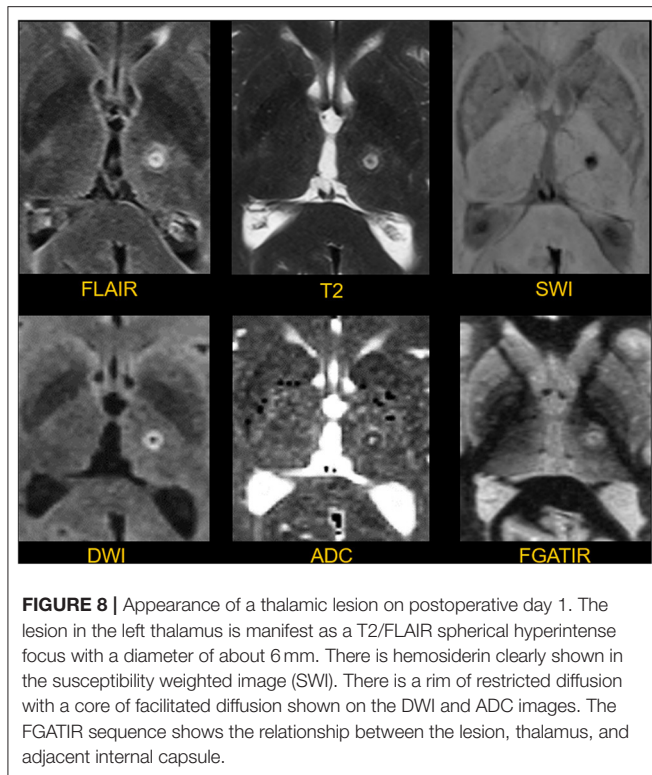 FLAIR
T2
SWI
DWI
ADC
FGATIR
FIGURE 8 | Appearance of a thalamic lesion on postoperative day 1. The
lesion in the left thalamus is manifest as a T2/FLAIR spherical hyperintense
focus with a diameter of about 6 mm. There is hemosiderin clearly shown in
the susceptibility weighted image (SWI). There is a rim of restricted diffusion
with a core of facilitated diffusion shown on the DWI and ADC images. The
FGATIR sequence shows the relationship between the lesion, thalamus, and
adjacent internal capsule.